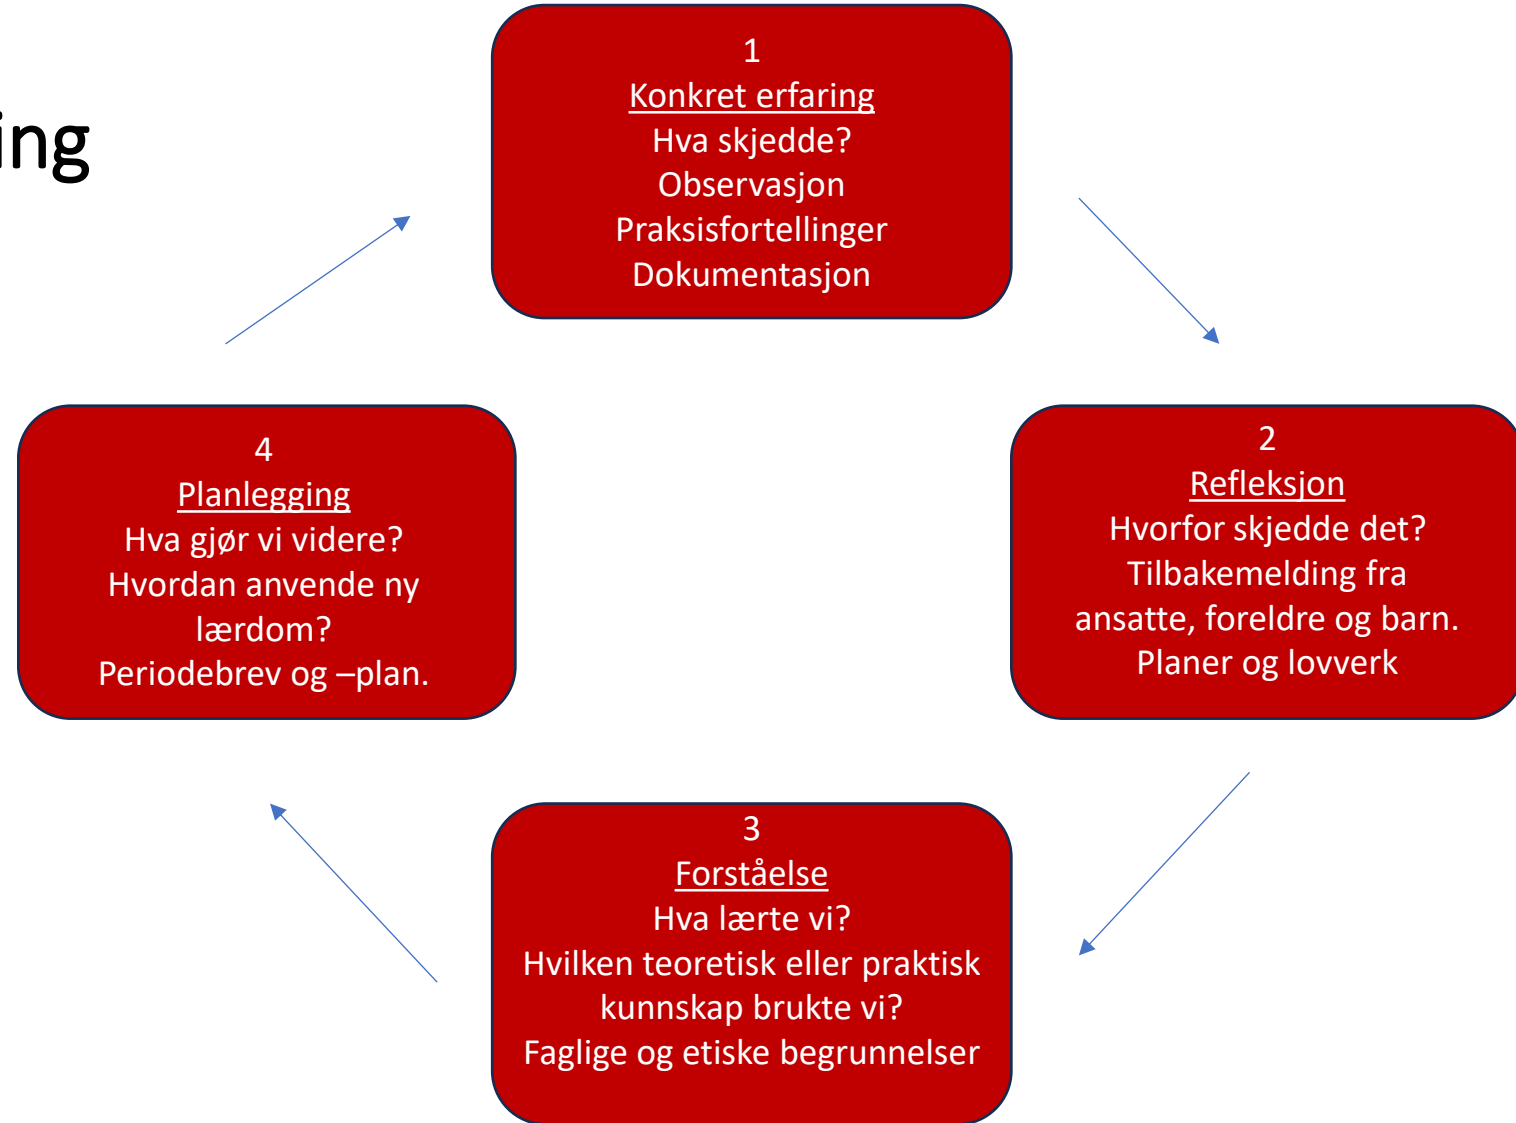 ing
1
Konkret erfaring
Hva skjedde?
Observasjon
Praksisfortellinger
Dokumentasjon
2
Refleksjon
Hvorfor skjedde det?
Tilbakemelding fra
ansatte, foreldre og barn.
Planer og lovverk
3
Forståelse
Hva lærte vi?
Hvilken teoretisk eller praktisk
kunnskap brukte vi?
Faglige og etiske begrunnelser
4
Planlegging
Hva gjør vi videre?
Hvordan anvende ny
lærdom?
Periodebrev og –plan.